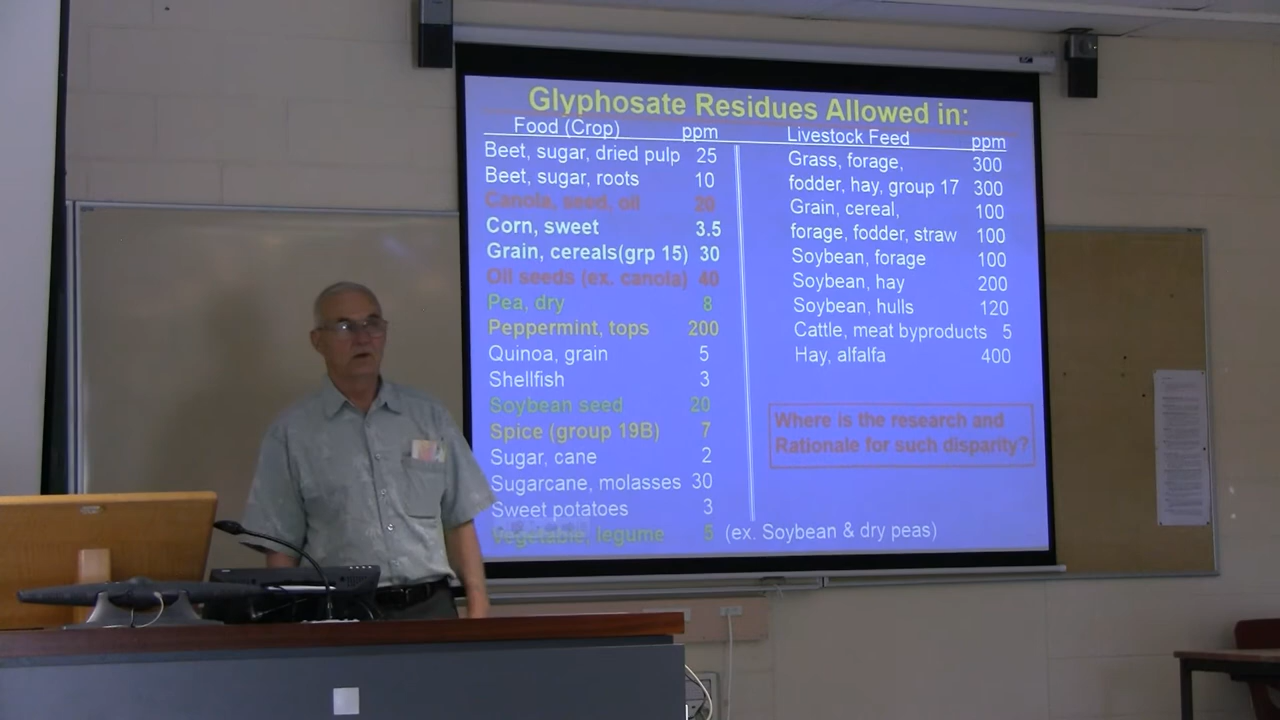 Glyphosate Residues Allowed in:
Food (Crop) ppm
Beet, sugar, dried pulp 25
Beet, sugar, roots 10
Canola, seed, oil 20
Corn, sweet 3.5
Grain, cereals(grp 15) 30
Oil seeds (ex. canola) 40
Pea, dry 8
Peppermint, tops 200
Quinoa, grain 5
Shellfish 3
Soybean seed 20
Spice (group 19B) 7
Sugar, cane 2
Sugarcane, molasses 30
Sweet potatoes 3
Vegetable, legume 5 (ex. Soybean & dry peas)
Livestock Feed ppm
Grass, forage, 300
fodder, hay, group 17 300
Grain, cereal, 100
forage, fodder, straw 100
Soybean, forage 100
Soybean, hay 200
Soybean, hulls 120
Cattle, meat byproducts 5
Hay, alfalfa 400
Where is the research and
Rationale for such disparity?